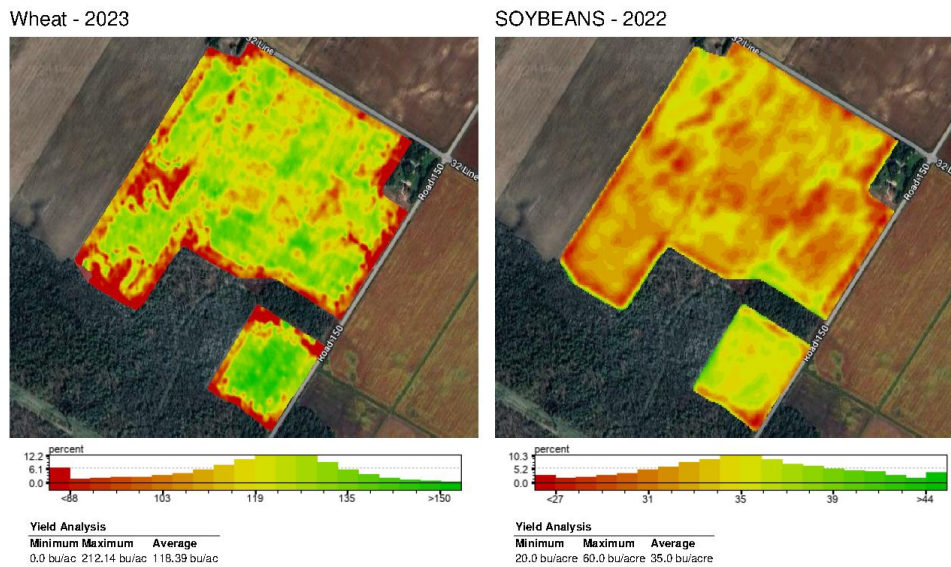 Wheat - 2023
32 Line
32 Line
Road 150
Road 150
percent
12.2
6.1
0.0
<88 103 119 135 >150
Yield Analysis
Minimum Maximum Average
0.0 bu/ac 212.14 bu/ac 118.39 bu/ac
SOYBEANS - 2022
32 Line
32 Line
Road 150
Road 150
percent
10.3
5.2
0.0
<27 31 35 39 >44
Yield Analysis
Minimum Maximum Average
20.0 bu/acre 60.0 bu/acre 35.0 bu/acre